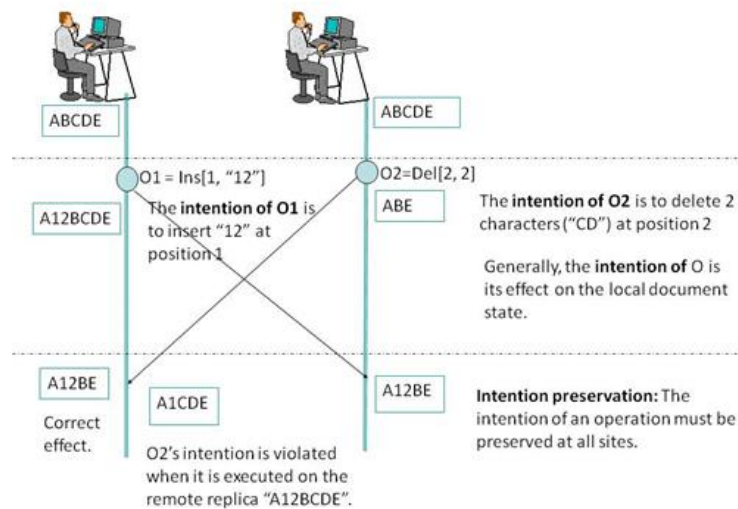 ABCDE
ABCDE
O1 = Ins[1, “12”]
O2=Del[2, 2]
A12BCDE
The intention of O1 is
to insert “12” at
position 1
ABE
The intention of O2 is to delete 2
characters (“CD”) at position 2
Generally, the intention of O is
its effect on the local document
state.
A12BE
Correct
effect.
A1CDE
O2’s intention is violated
when it is executed on the
remote replica “A12BCDE”.
A12BE
Intention preservation: The
intention of an operation must be
preserved at all sites.